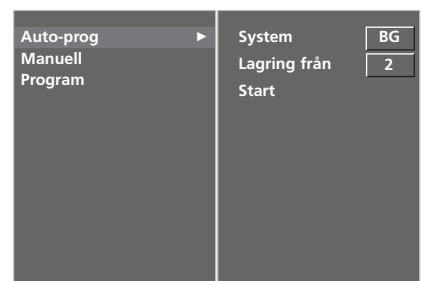 Auto-prog ►
Manuell
Program
System BG
Lagring från 2
Start